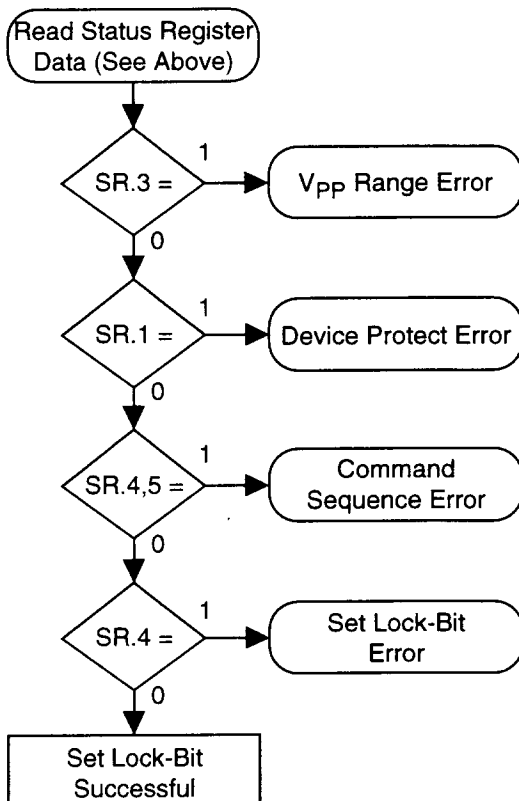 Read Status Register
Data (See Above)
SR.3 =
1
VPP Range Error
0
SR.1 =
1
Device Protect Error
0
SR.4,5 =
1
Command
Sequence Error
0
SR.4 =
1
Set Lock-Bit
Error
0
Set Lock-Bit
Successful